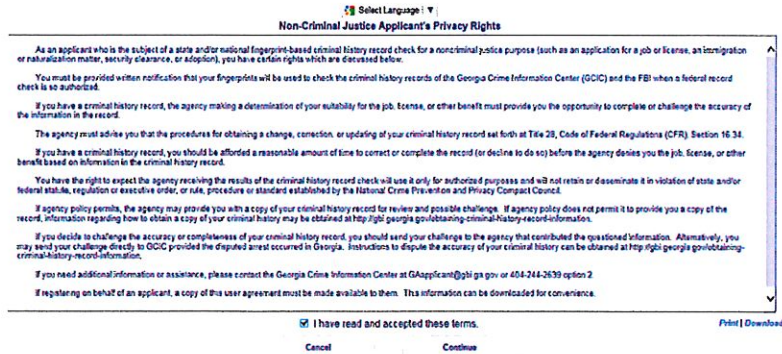 Select Language ▼
Non-Criminal Justice Applicant's Privacy Rights
As an applicant who is the subject of a state and/or national fingerprint-based criminal history record check for a noncriminal justice purpose (such as an application for a job or license, an immigration
or naturalization matter, security clearance, or adoption), you have certain rights which are discussed below.
You must be provided written notification that your fingerprints will be used to check the criminal history records of the Georgia Crime Information Center (GCIC) and the FBI when a federal record
check is so authorized.
If you have a criminal history record, the agency making a determination of your suitability for the job, license, or other benefit must provide you the opportunity to complete or challenge the accuracy of
the information in the record.
The agency must advise you that the procedures for obtaining a change, correction, or updating of your criminal history record set forth at Title 28, Code of Federal Regulations (CFR), Section 16.34.
If you have a criminal history record, you should be afforded a reasonable amount of time to correct or complete the record (or decline to do so) before the agency denies you the job, license, or other
benefit based on information in the criminal history record.
You have the right to expect the agency receiving the results of the criminal history record check will use it only for authorized purposes and will not retain or disseminate it in violation of state and/or
federal statute, regulation or executive order, or rule, procedure or standard established by the National Crime Prevention and Privacy Compact Council.
If agency policy permits, the agency may provide you with a copy of your criminal history record for review and possible challenge. If agency policy does not permit it to provide you a copy of the
record, information regarding how to obtain a copy of your criminal history may be obtained at http://gbi.georgia.gov/obtaining-criminal-history-record-information.
If you decide to challenge the accuracy or completeness of your criminal history record, you should send your challenge to the agency that contributed the questioned information. Alternatively, you
may send your challenge directly to GCIC provided the disputed arrest occurred in Georgia. Instructions to dispute the accuracy of your criminal history can be obtained at http://gbi.georgia.gov/obtaining-
criminal-history-record-information.
If you need additional information or assistance, please contact the Georgia Crime Information Center at GAapplicant@gbi.ga.gov or 404-244-2639 option 2.
If registering on behalf of an applicant, a copy of this user agreement must be made available to them. This information can be downloaded for convenience.
I have read and accepted these terms.
Print | Download
Cancel Continue